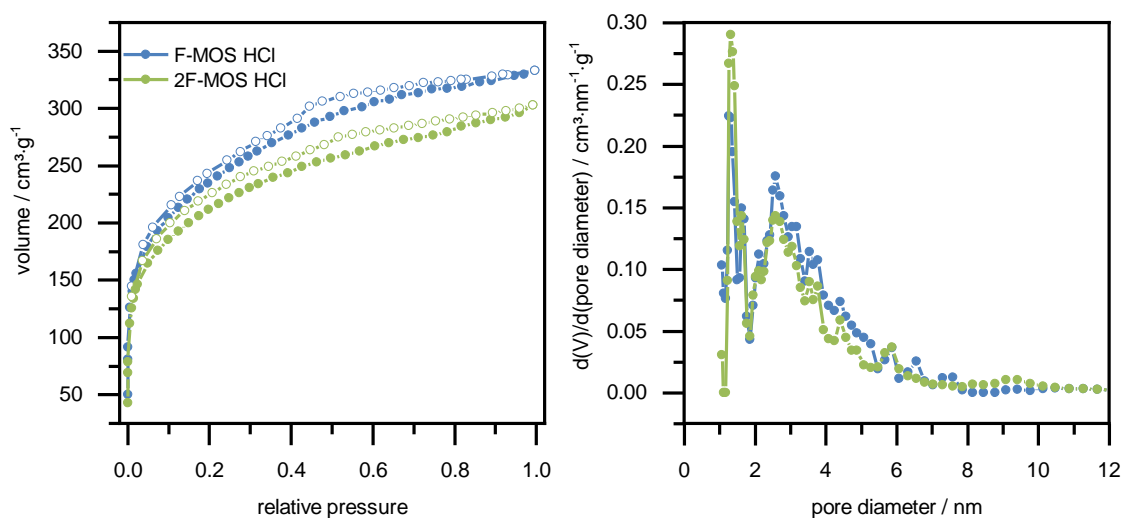 350
300
250
200
150
100
50
volume / cm³·g⁻¹
F-MOS HCl
2F-MOS HCl
0.0 0.2 0.4 0.6 0.8 1.0
relative pressure
0.30
0.25
0.20
0.15
0.10
0.05
0.00
d(V)/d(pore diameter) / cm³·nm⁻¹·g⁻¹
0 2 4 6 8 10 12
pore diameter / nm